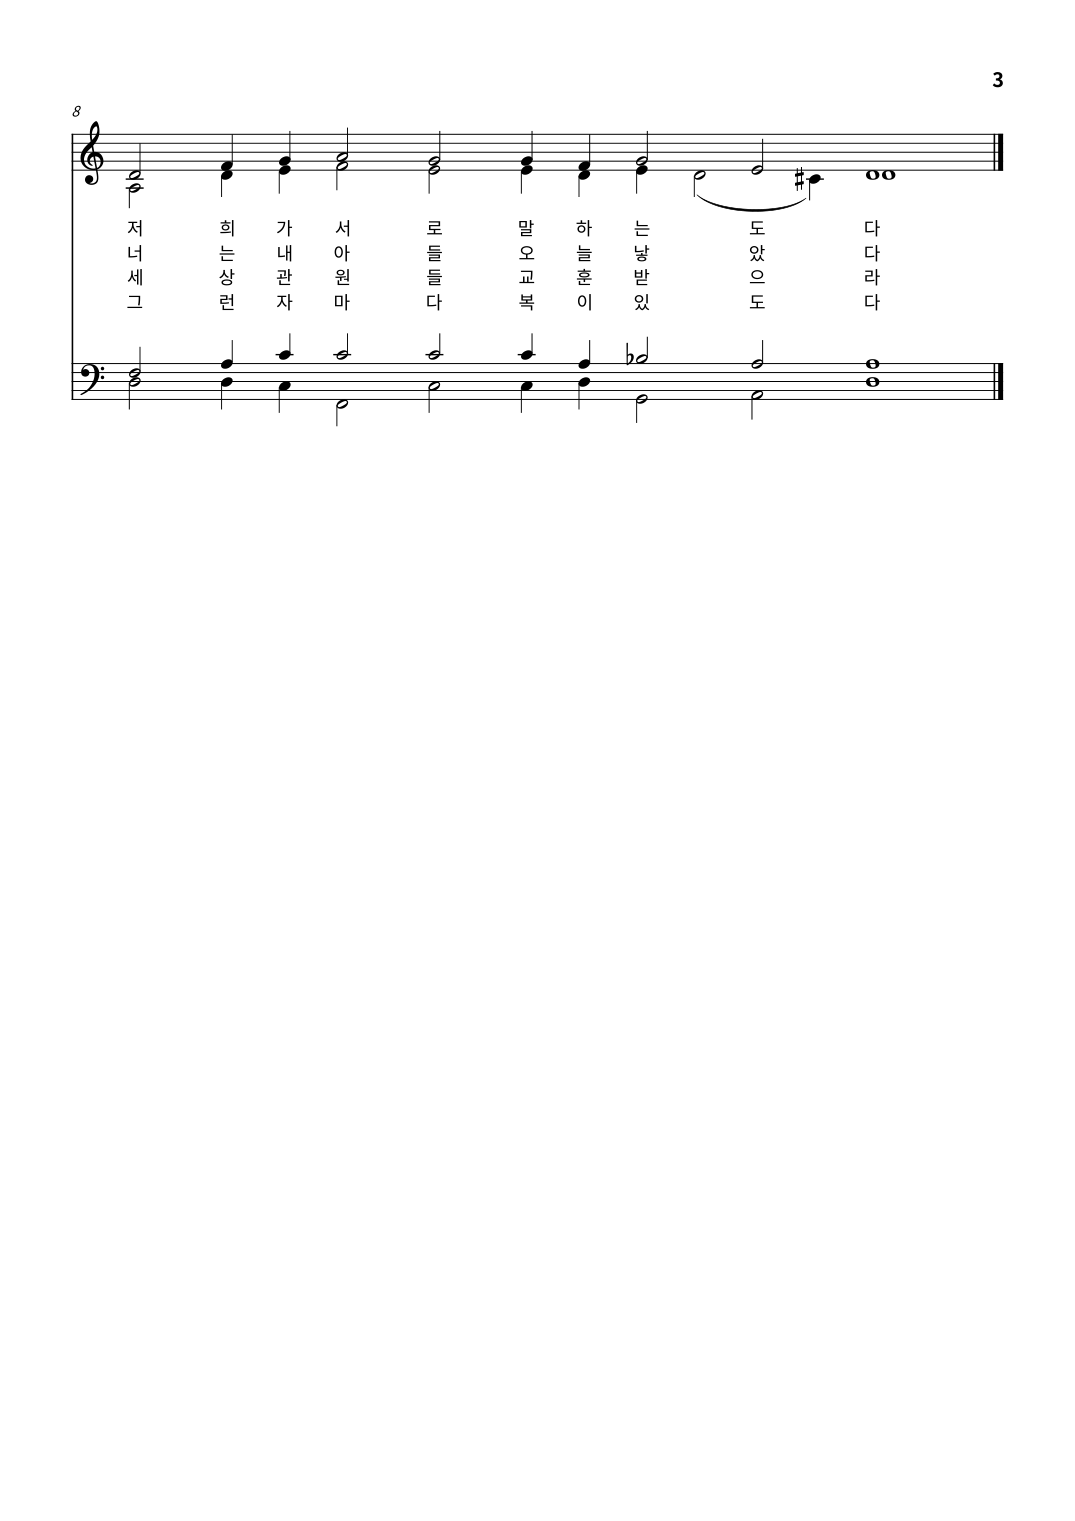 3
8
저 희 가 서 로 말 하 는 도 다
너 는 내 아 들 오 늘 낳 았 다
세 상 관 원 들 교 훈 받 으 라
그 런 자 마 다 복 이 있 도 다